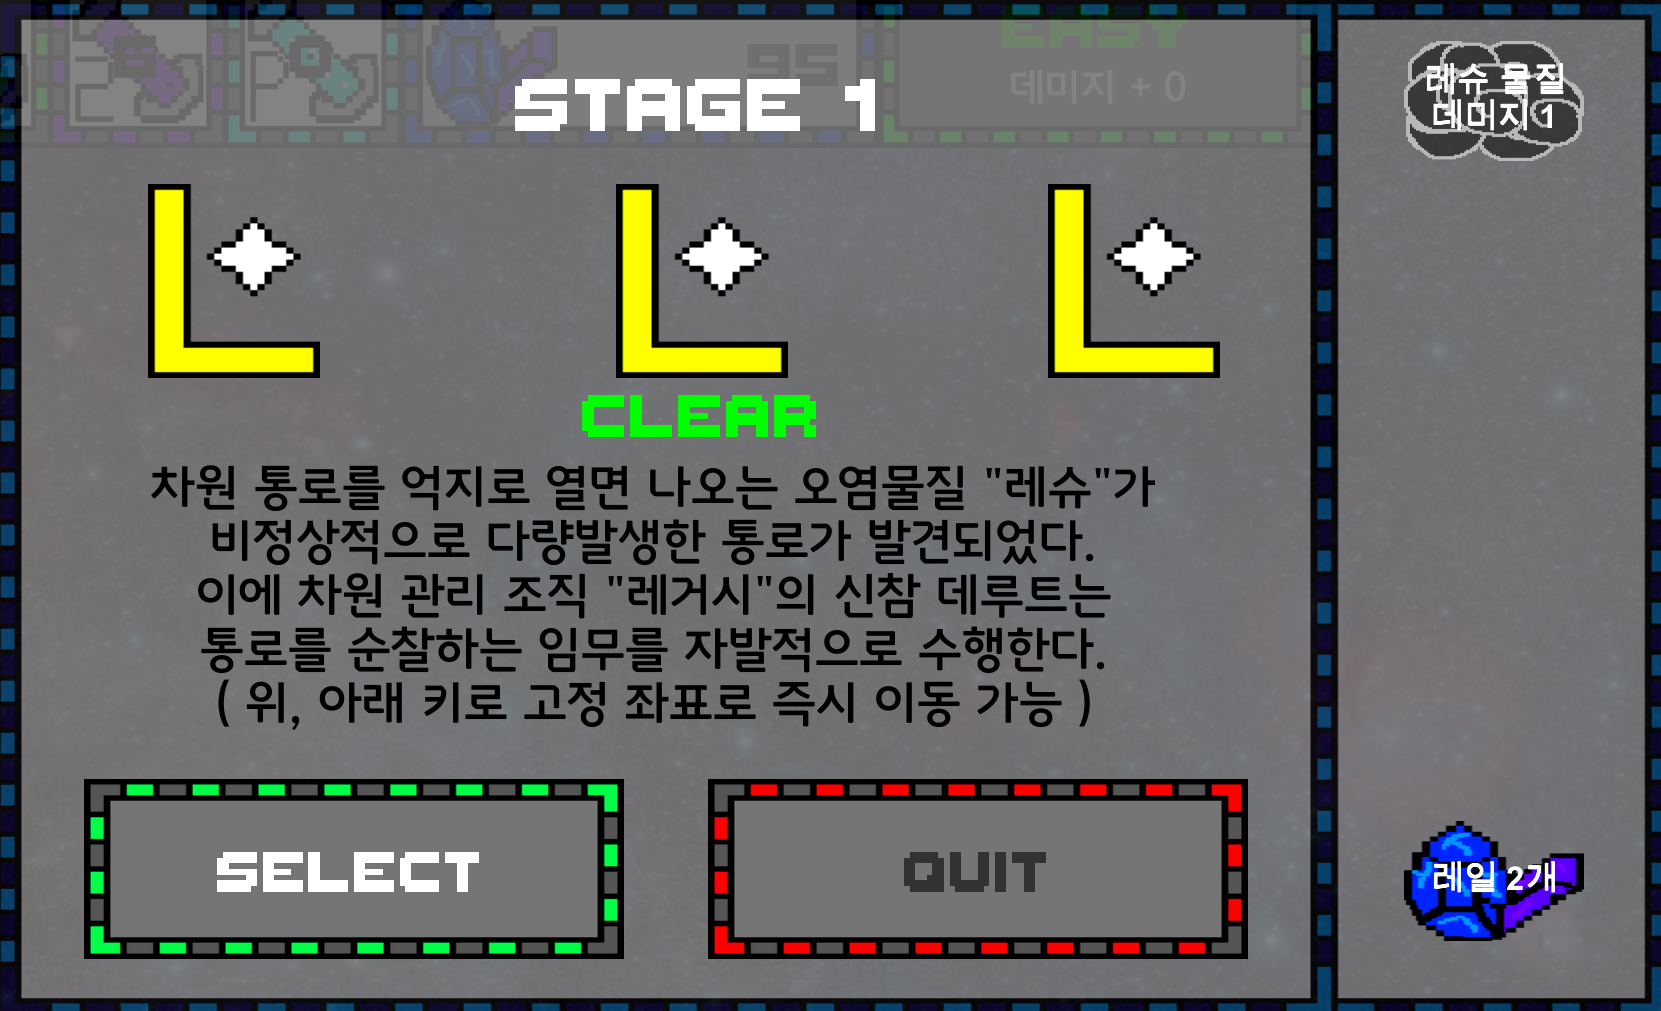 95
EASY
데미지 + 0
STAGE 1
CLEAR
차원 통로를 억지로 열면 나오는 오염물질 "레슈"가
비정상적으로 다량발생한 통로가 발견되었다.
이에 차원 관리 조직 "레거시"의 신참 데루트는
통로를 순찰하는 임무를 자발적으로 수행한다.
( 위, 아래 키로 고정 좌표로 즉시 이동 가능 )
SELECT
QUIT
레슈 물질
데미지 1
레일 2개